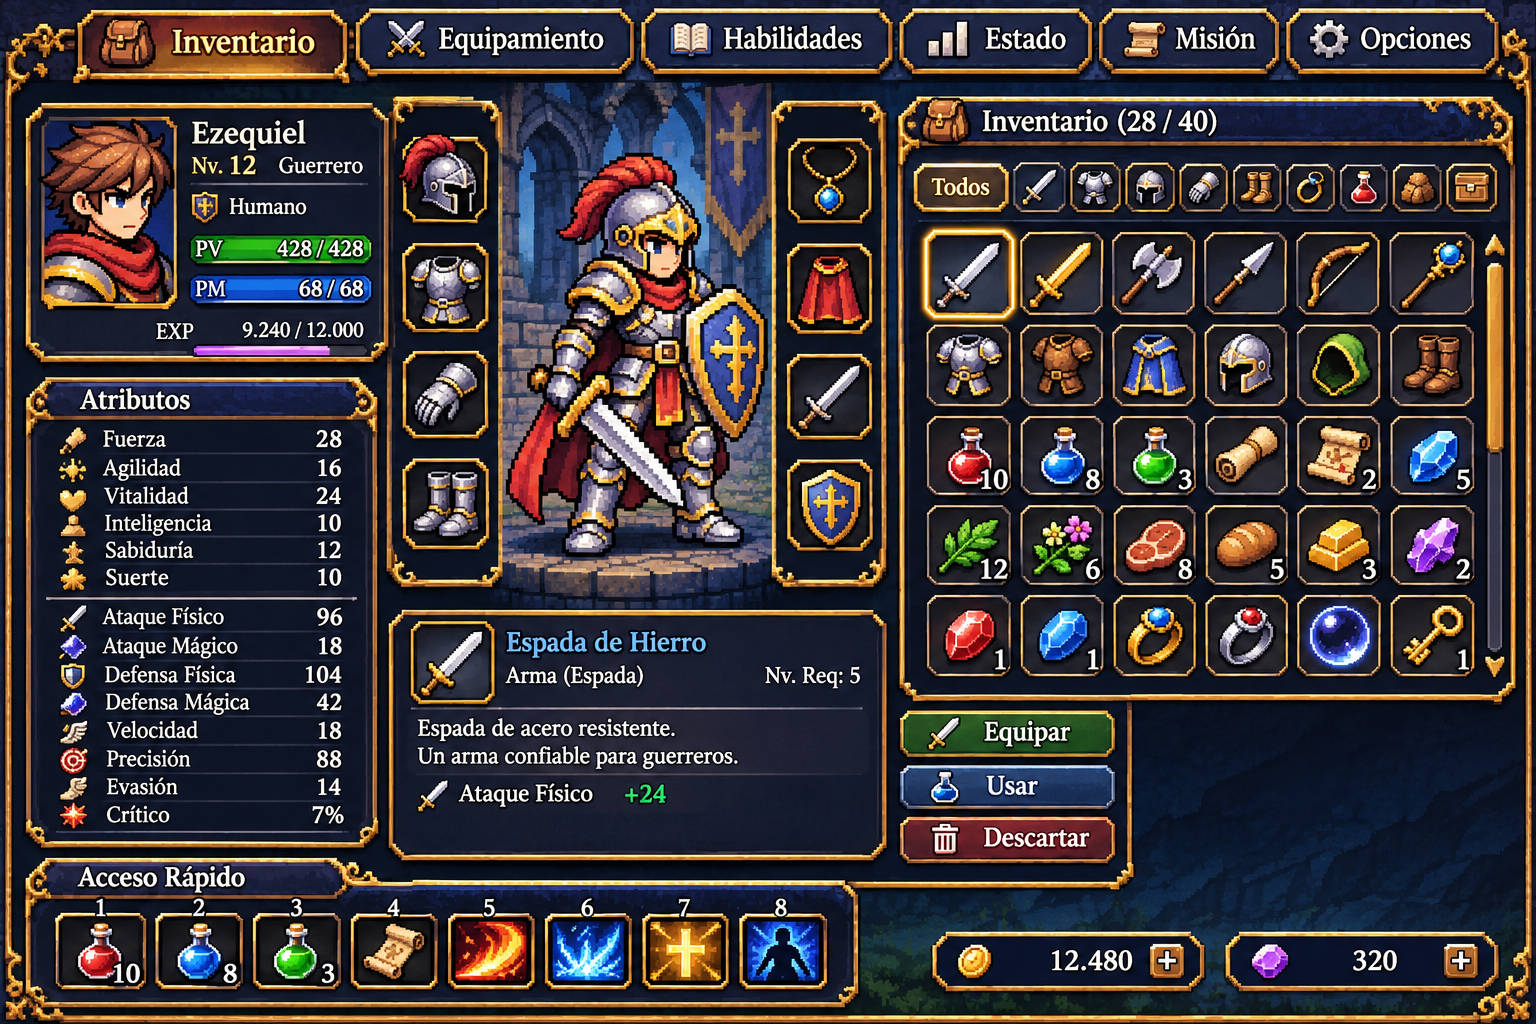 Inventario
Equipamiento
Habilidades
Estado
Misión
Opciones
Ezequiel
Nv. 12 Guerrero
Humano
PV 428 / 428
PM 68 / 68
EXP 9.240 / 12.000
Atributos
Fuerza 28
Agilidad 16
Vitalidad 24
Inteligencia 10
Sabiduría 12
Suerte 10
Ataque Físico 96
Ataque Mágico 18
Defensa Física 104
Defensa Mágica 42
Velocidad 18
Precisión 88
Evasión 14
Crítico 7%
Espada de Hierro
Arma (Espada) Nv. Req: 5
Espada de acero resistente.
Un arma confiable para guerreros.
Ataque Físico +24
Inventario (28 / 40)
Todos
10 8 3 2 5
12 6 8 5 3 2
1 1 1
Equipar
Usar
Descartar
Acceso Rápido
1 2 3 4 5 6 7 8
10 8 3
12.480 +
320 +